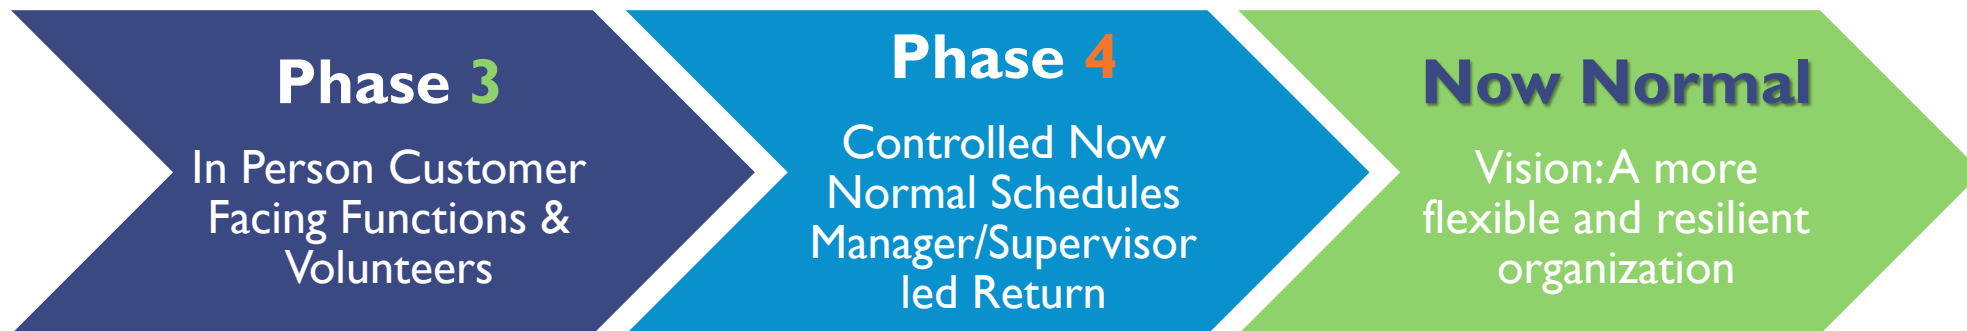 Phase 3
In Person Customer
Facing Functions &
Volunteers
Phase 4
Controlled Now
Normal Schedules
Manager/Supervisor
led Return
Now Normal
Vision: A more
flexible and resilient
organization